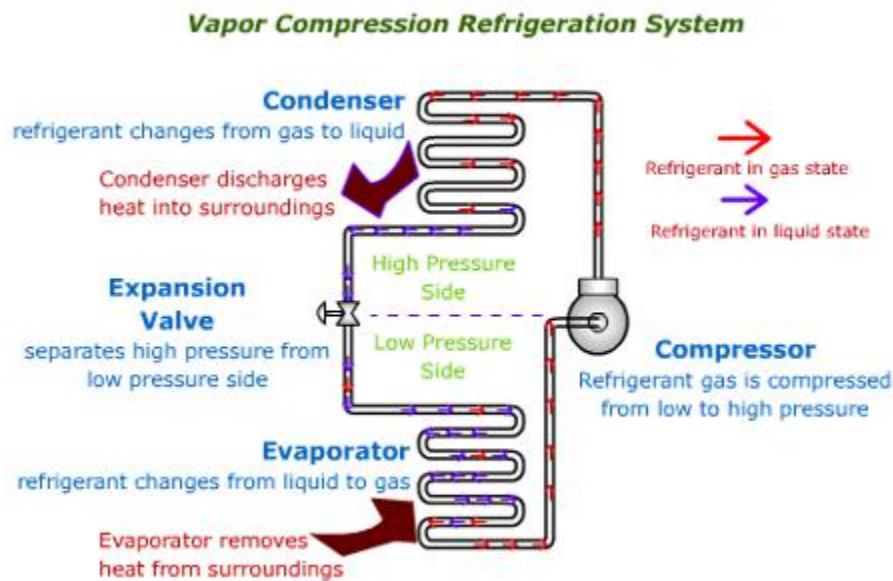 Vapor Compression Refrigeration System
Condenser
refrigerant changes from gas to liquid
Condenser discharges
heat into surroundings
Refrigerant in gas state
Refrigerant in liquid state
High Pressure
Side
Expansion
Valve
separates high pressure from
low pressure side
Low Pressure
Side
Compressor
Refrigerant gas is compressed
from low to high pressure
Evaporator
refrigerant changes from liquid to gas
Evaporator removes
heat from surroundings